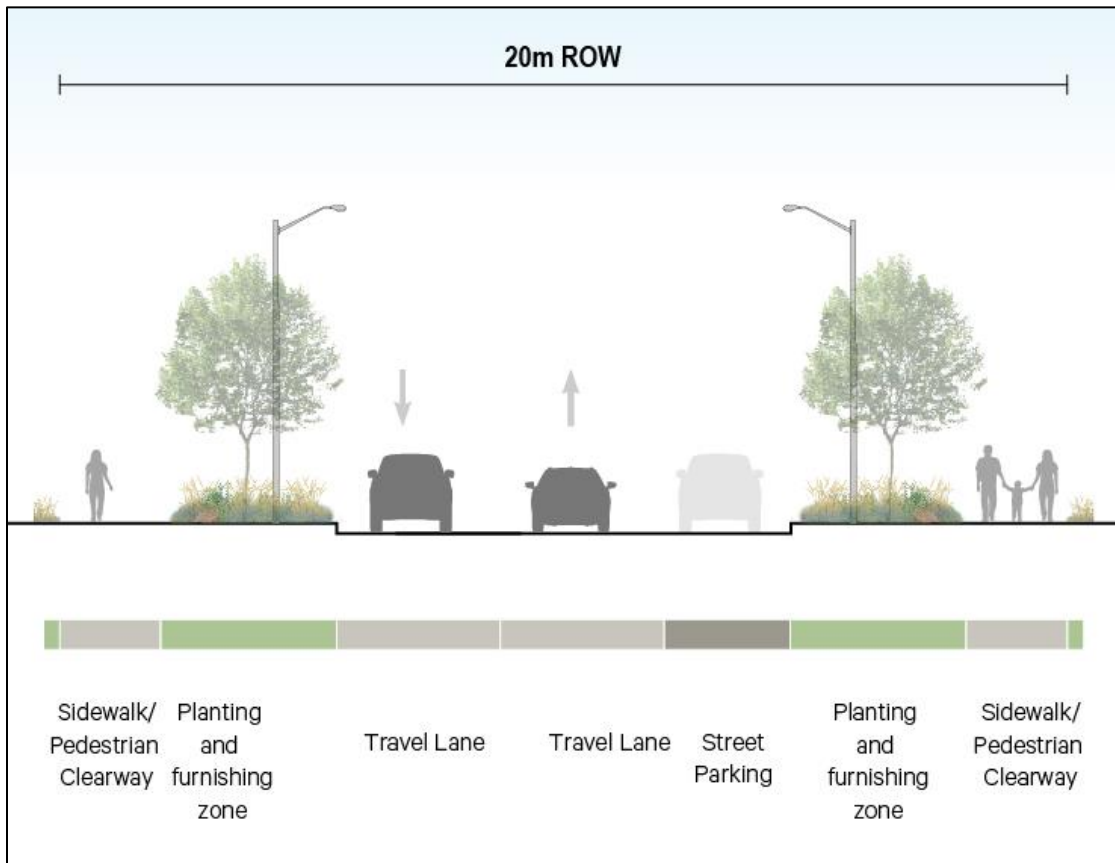 20m ROW
Sidewalk/
Pedestrian
Clearway
Planting
and
furnishing
zone
Travel Lane
Travel Lane
Street
Parking
Planting
and
furnishing
zone
Sidewalk/
Pedestrian
Clearway